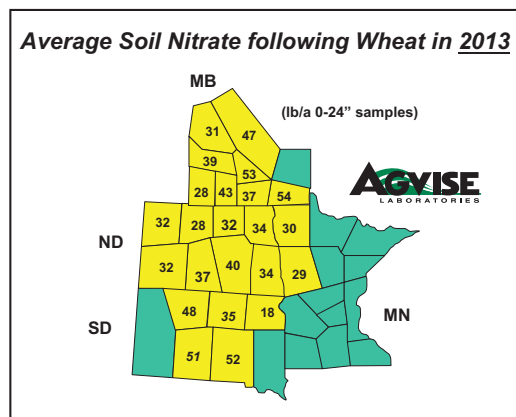 Average Soil Nitrate following Wheat in 2013
MB
(lb/a 0-24" samples)
31 47
39
53
28 43 37 54
AGVISE
LABORATORIES
ND
32 28 32 34 30
32 37 40 34 29
SD
48 35 18
MN
51 52